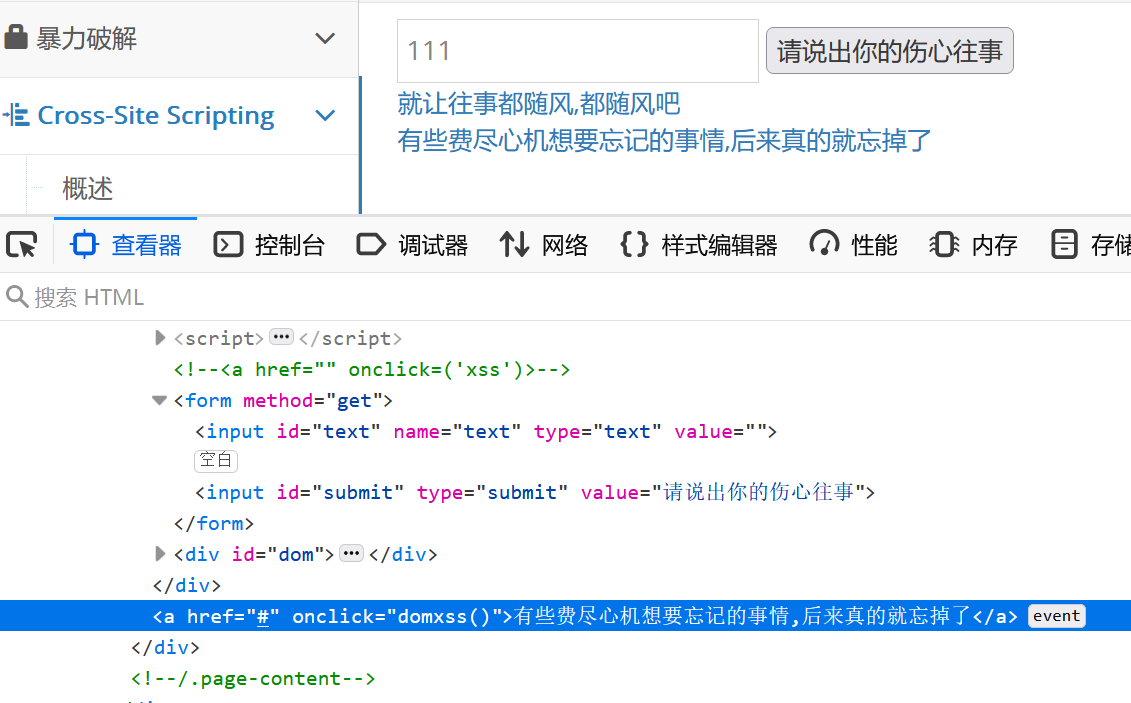 暴力破解
111 请说出你的伤心往事
就让往事都随风,都随风吧
Cross-Site Scripting
有些费尽心机想要忘记的事情,后来真的就忘掉了
概述
查看器 控制台 调试器 网络 {} 样式编辑器 性能 内存 存储
搜索 HTML
<script>···</script>
<!--<a href="" onclick=('xss')>-->
<form method="get">
<input id="text" name="text" type="text" value="">
空白
<input id="submit" type="submit" value="请说出你的伤心往事">
</form>
<div id="dom">···</div>
</div>
<a href="#" onclick="domxss()">有些费尽心机想要忘记的事情,后来真的就忘掉了</a> event
</div>
<!--/.page-content-->